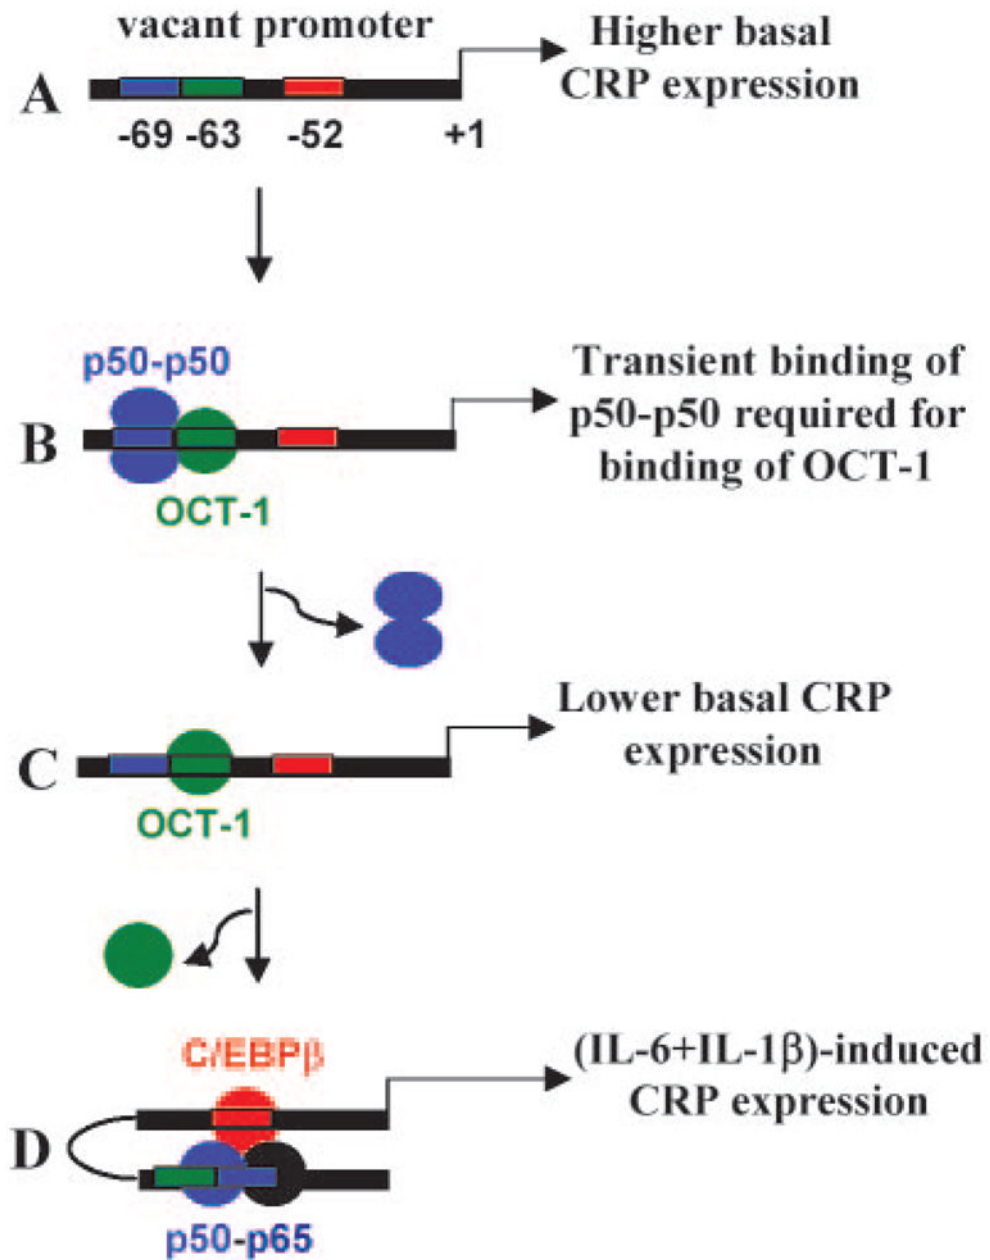 vacant promoter
Higher basal
CRP expression
A
-69 -63 -52 +1
p50-p50
Transient binding of
p50-p50 required for
binding of OCT-1
B
OCT-1
Lower basal CRP
expression
C
OCT-1
C/EBPβ
(IL-6+IL-1β)-induced
CRP expression
D
p50-p65